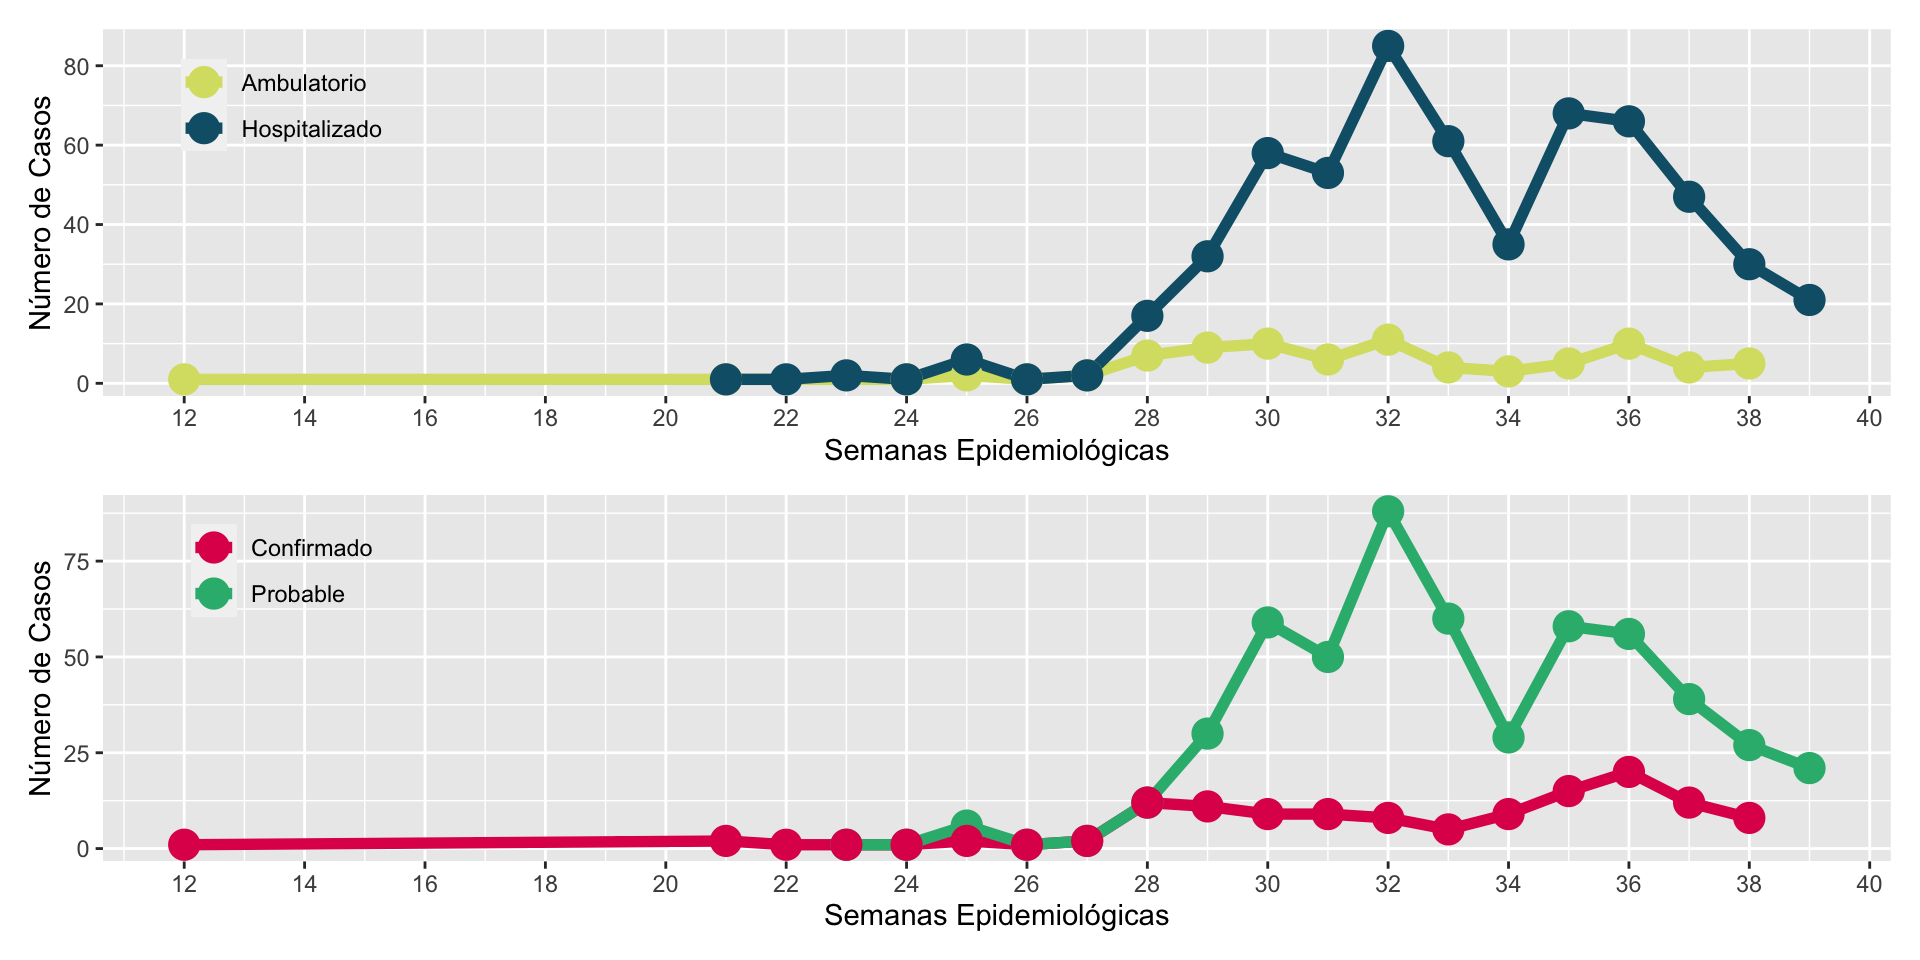 Número de Casos
80
60
40
20
0
Ambulatorio
Hospitalizado
12 14 16 18 20 22 24 26 28 30 32 34 36 38 40
Semanas Epidemiológicas
Número de Casos
75
50
25
0
Confirmado
Probable
12 14 16 18 20 22 24 26 28 30 32 34 36 38 40
Semanas Epidemiológicas